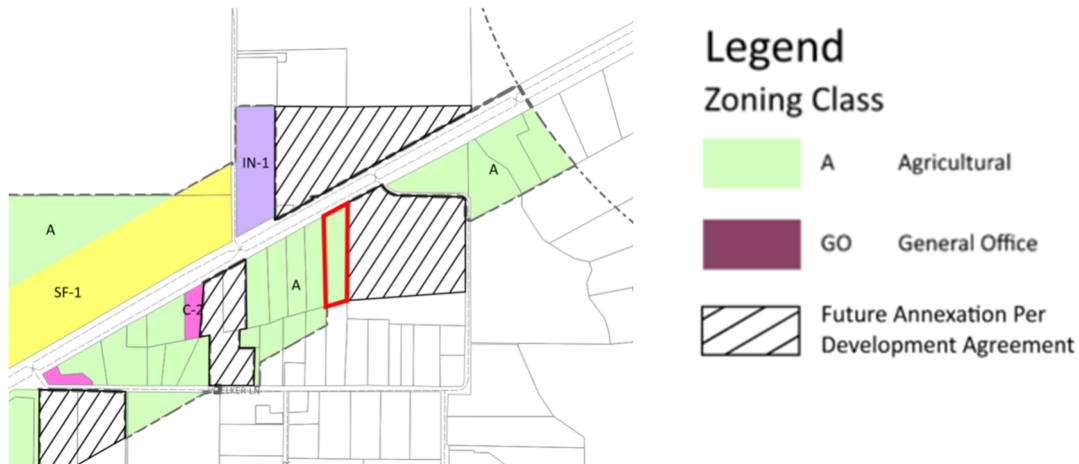 IN-1
A
A
SF-1
A
C-2
ELKER LN
Legend
Zoning Class
A Agricultural
GO General Office
Future Annexation Per
Development Agreement